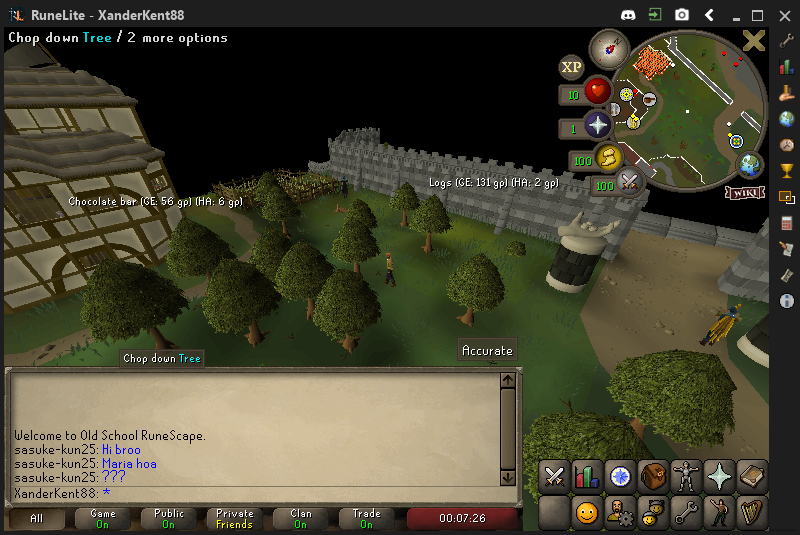 RuneLite - XanderKent88
Chop down Tree / 2 more options
XP
10
1
100
100
WIKI
Logs (GE: 131 gp) (HA: 2 gp)
Chocolate bar (GE: 56 gp) (HA: 6 gp)
Chop down Tree
Accurate
Welcome to Old School RuneScape.
sasuke-kun25: Hi broo
sasuke-kun25: Maria hoa
sasuke-kun25: ???
XanderKent88: *
All
Game
On
Public
On
Private
Friends
Clan
On
Trade
On
00:07:26